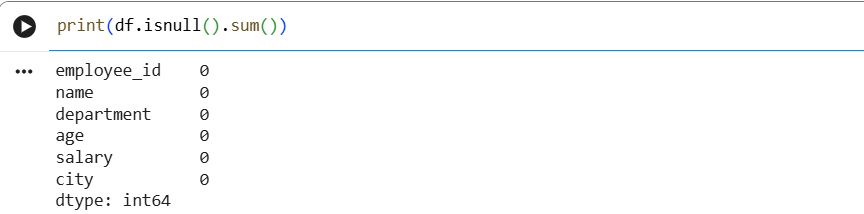 print(df.isnull().sum())
employee_id    0
name           0
department     0
age            0
salary         0
city           0
dtype: int64